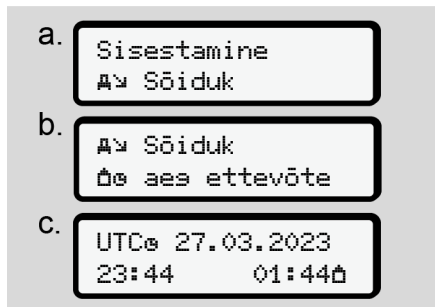 a.
Sisestamine
Sõiduk
b.
Sõiduk
aeg ettevõte
c.
UTC 27.03.2023
23:44 01:44